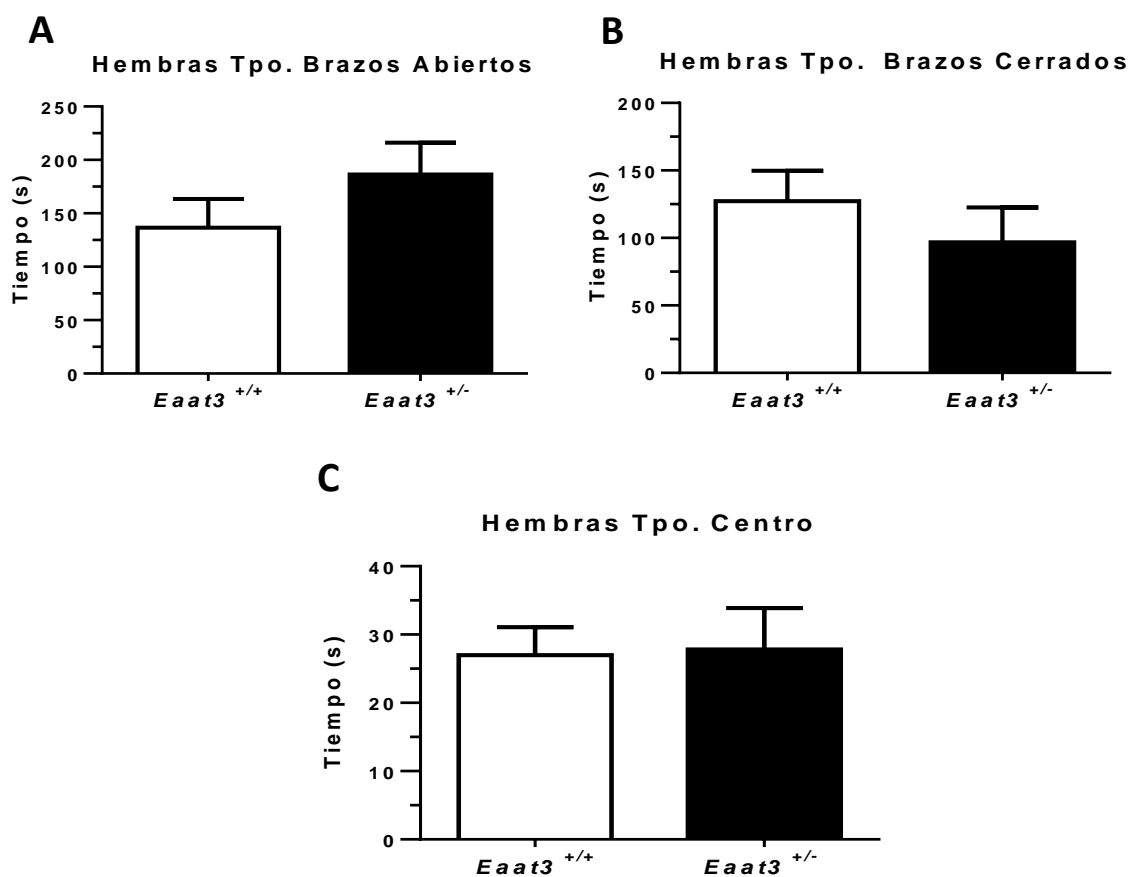 A
Hembras Tpo. Brazos Abiertos
250
200
150
100
50
0
Tiempo (s)
Eaat3 +/+
Eaat3 +/-
B
Hembras Tpo. Brazos Cerrados
200
150
100
50
0
Tiempo (s)
Eaat3 +/+
Eaat3 +/-
C
Hembras Tpo. Centro
40
30
20
10
0
Tiempo (s)
Eaat3 +/+
Eaat3 +/-